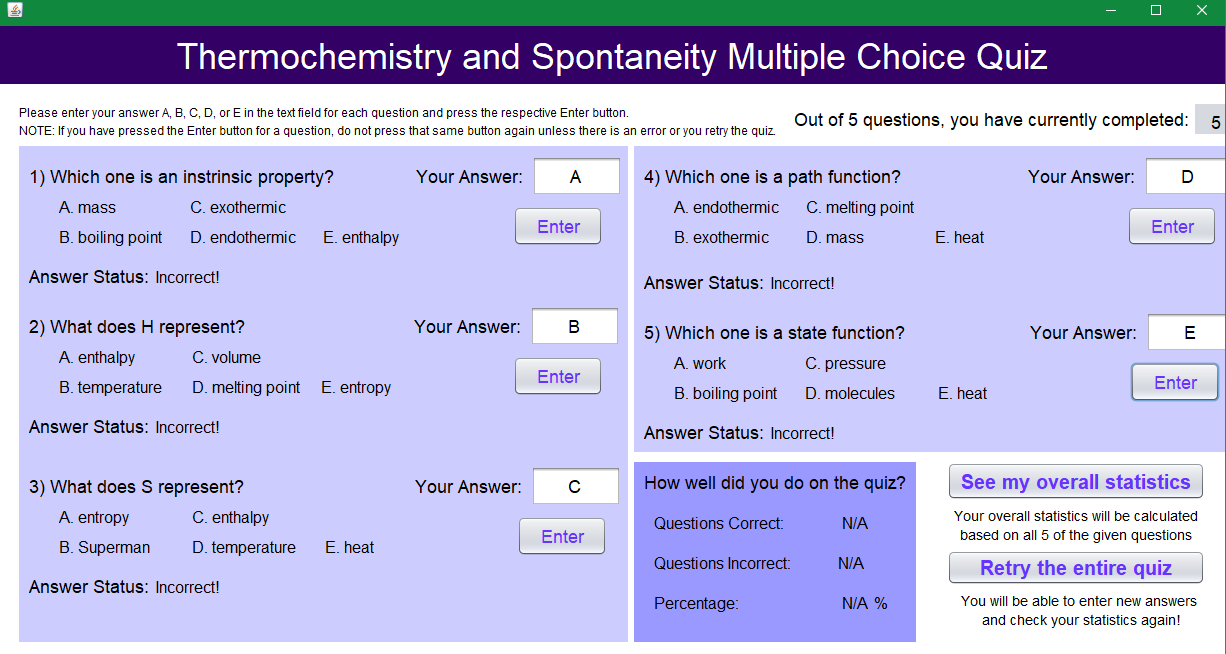 Thermochemistry and Spontaneity Multiple Choice Quiz
Please enter your answer A, B, C, D, or E in the text field for each question and press the respective Enter button.
NOTE: If you have pressed the Enter button for a question, do not press that same button again unless there is an error or you retry the quiz.
Out of 5 questions, you have currently completed: 5
1) Which one is an instrinsic property? Your Answer: A
A. mass C. exothermic
B. boiling point D. endothermic E. enthalpy
Enter
Answer Status: Incorrect!
2) What does H represent? Your Answer: B
A. enthalpy C. volume
B. temperature D. melting point E. entropy
Enter
Answer Status: Incorrect!
3) What does S represent? Your Answer: C
A. entropy C. enthalpy
B. Superman D. temperature E. heat
Enter
Answer Status: Incorrect!
4) Which one is a path function? Your Answer: D
A. endothermic C. melting point
B. exothermic D. mass E. heat
Enter
Answer Status: Incorrect!
5) Which one is a state function? Your Answer: E
A. work C. pressure
B. boiling point D. molecules E. heat
Enter
Answer Status: Incorrect!
How well did you do on the quiz?
Questions Correct: N/A
Questions Incorrect: N/A
Percentage: N/A %
See my overall statistics
Your overall statistics will be calculated
based on all 5 of the given questions
Retry the entire quiz
You will be able to enter new answers
and check your statistics again!